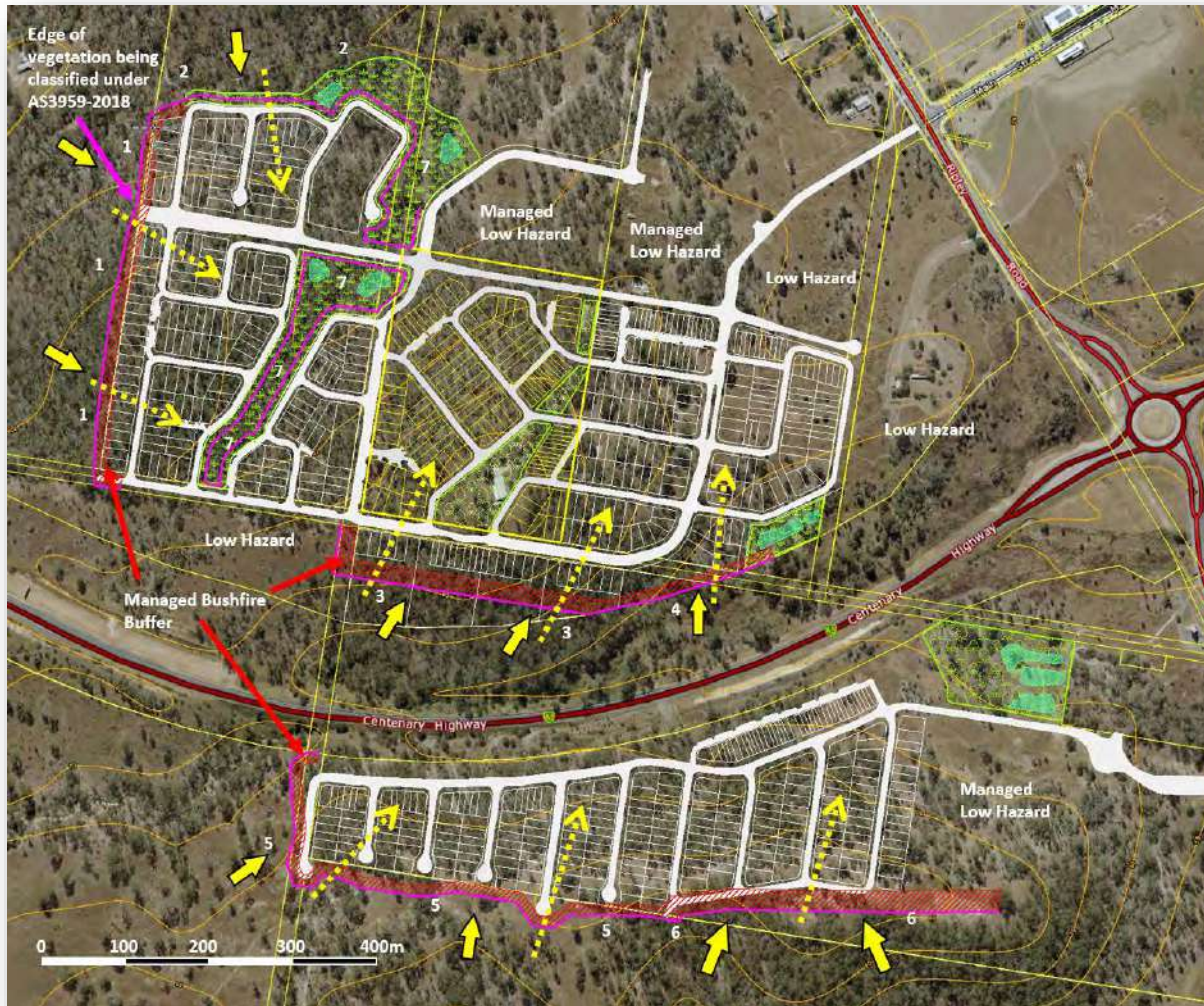 Edge of
vegetation being
classified under
AS3959-2018
2
2
1
1
1
7
7
7
7
Managed
Low Hazard
Managed
Low Hazard
Low Hazard
Low Hazard
Ripley
Road
Low Hazard
Managed Bushfire
Buffer
3
3
4
Centenary
Highway
Centenary Highway
Managed
Low Hazard
5
5
5
6
6
0 100 200 300 400m